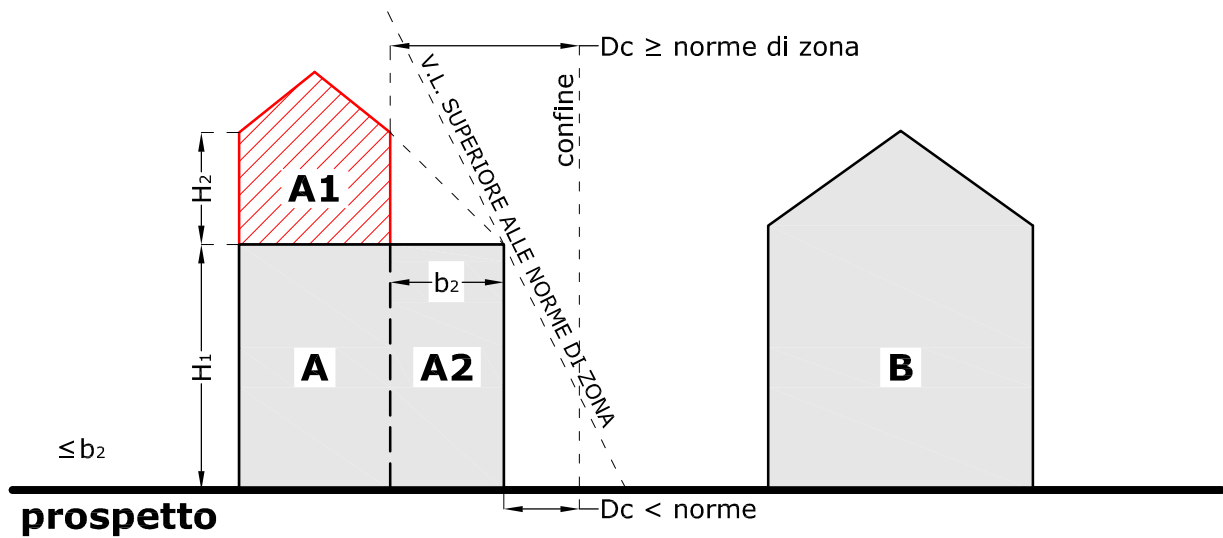 Dc ≥ norme di zona
V.L. SUPERIORE ALLE NORME DI ZONA
confine
H2
A1
b2
H1
A
A2
B
≤b2
Dc < norme
prospetto